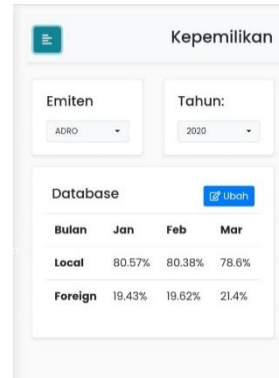 Kepemilikan
Emiten
Tahun:
ADRO
2020
Database
Ubah
Bulan Jan Feb Mar
Local 80.57% 80.38% 78.6%
Foreign 19.43% 19.62% 21.4%